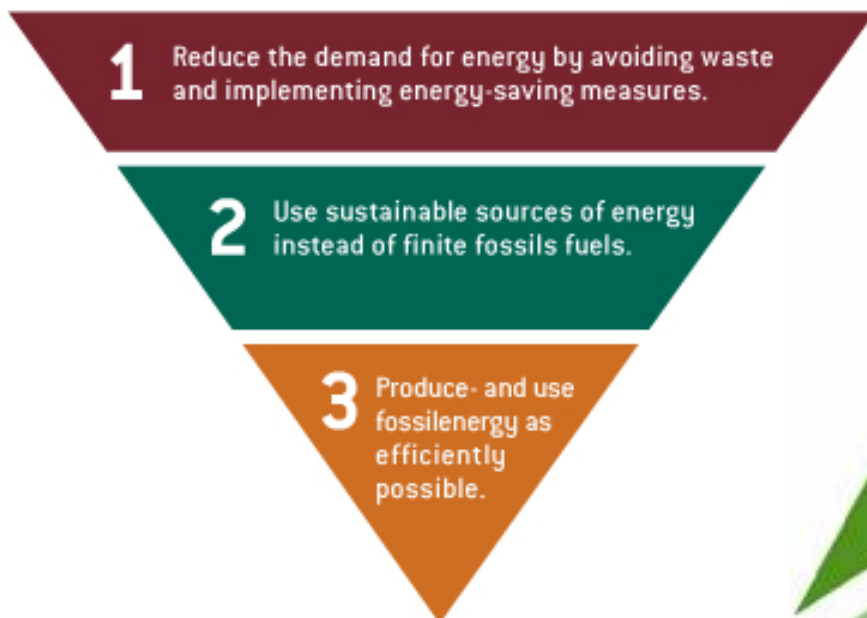 1 Reduce the demand for energy by avoiding waste
and implementing energy-saving measures.
2 Use sustainable sources of energy
instead of finite fossils fuels.
3 Produce- and use
fossilenergy as
efficiently
possible.